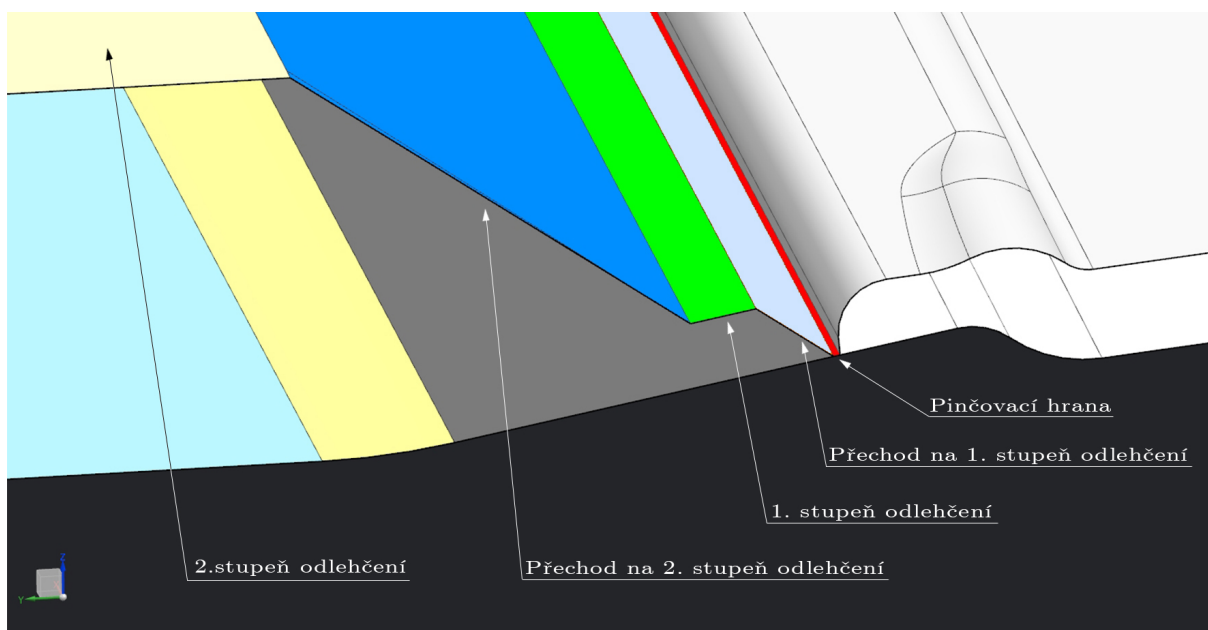 Pinčovací hrana
Přechod na 1. stupeň odlehčení
1. stupeň odlehčení
2.stupeň odlehčení
Přechod na 2. stupeň odlehčení
Z
Y